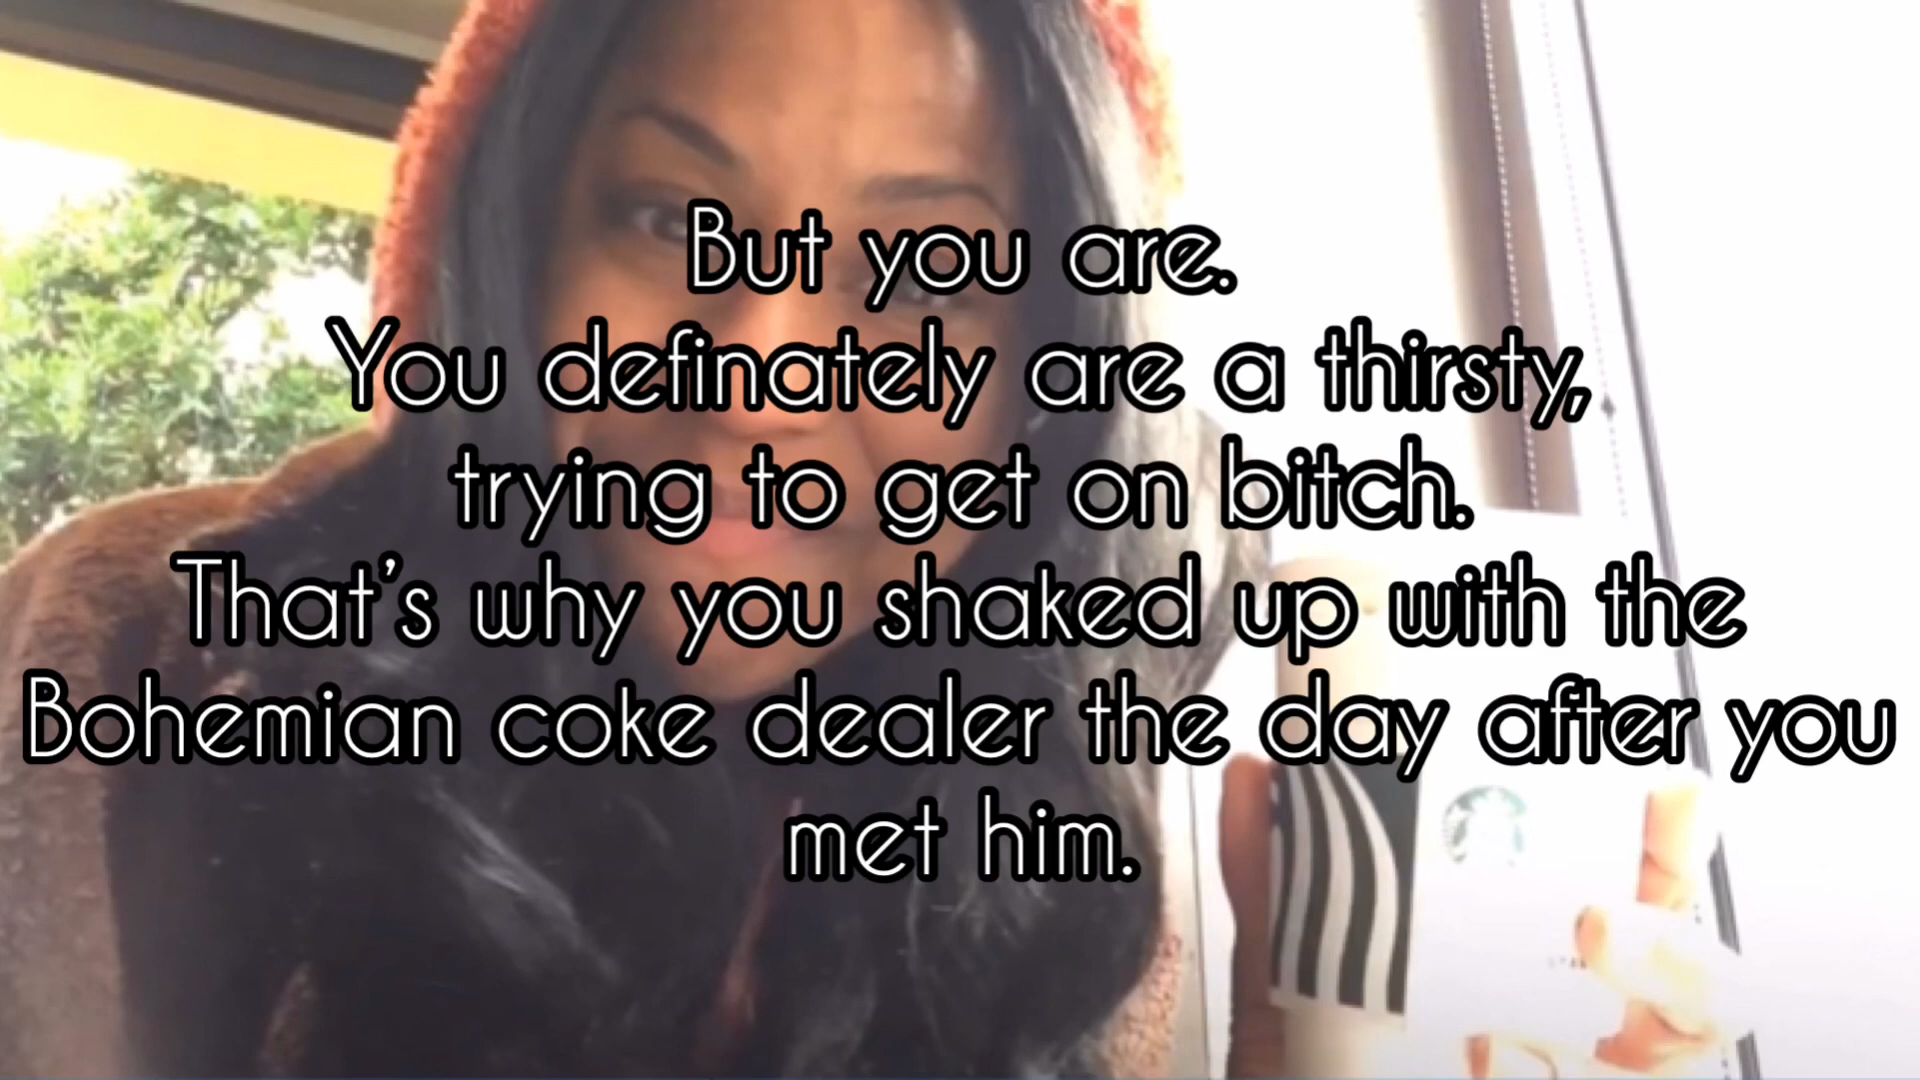 But you are.
You definately are a thirsty,
trying to get on bitch.
That's why you shaked up with the
Bohemian coke dealer the day after you
met him.